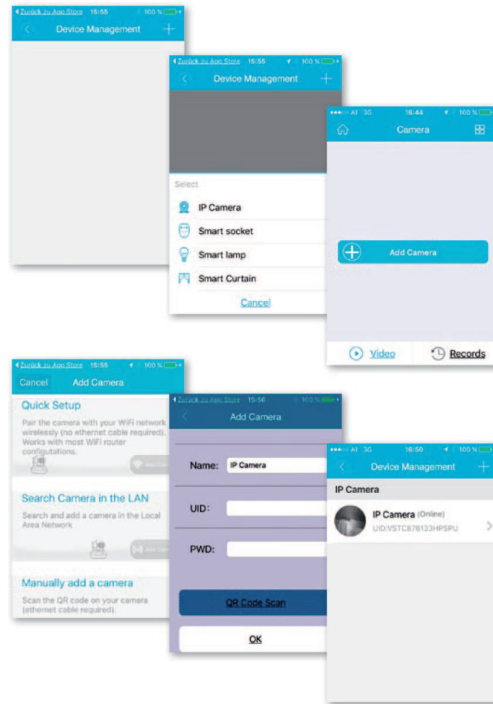 Zurück zu App Store 15:55 100 %
Device Management
Zurück zu App Store 15:55 100 %
Device Management
Select
IP Camera
Smart socket
Smart lamp
Smart Curtain
Cancel
3G 16:44 100 %
Camera
Add Camera
Video Records
Zurück zu App Store 15:55 100 %
Cancel Add Camera
Quick Setup
Pair the camera with your WiFi network
wirelessly (no ethernet cable required).
Works with most WiFi router
configutations.
Search Camera in the LAN
Search and add a camera in the Local
Area Network
Manually add a camera
Scan the QR code on your camera
(ethernet cable required).
Zurück zu App Store 15:56 100 %
Add Camera
Name: IP Camera
UID:
PWD:
QR Code Scan
OK
3G 16:50 100 %
Device Management
IP Camera
IP Camera (Online)
UID:VSTC878133HPSPU